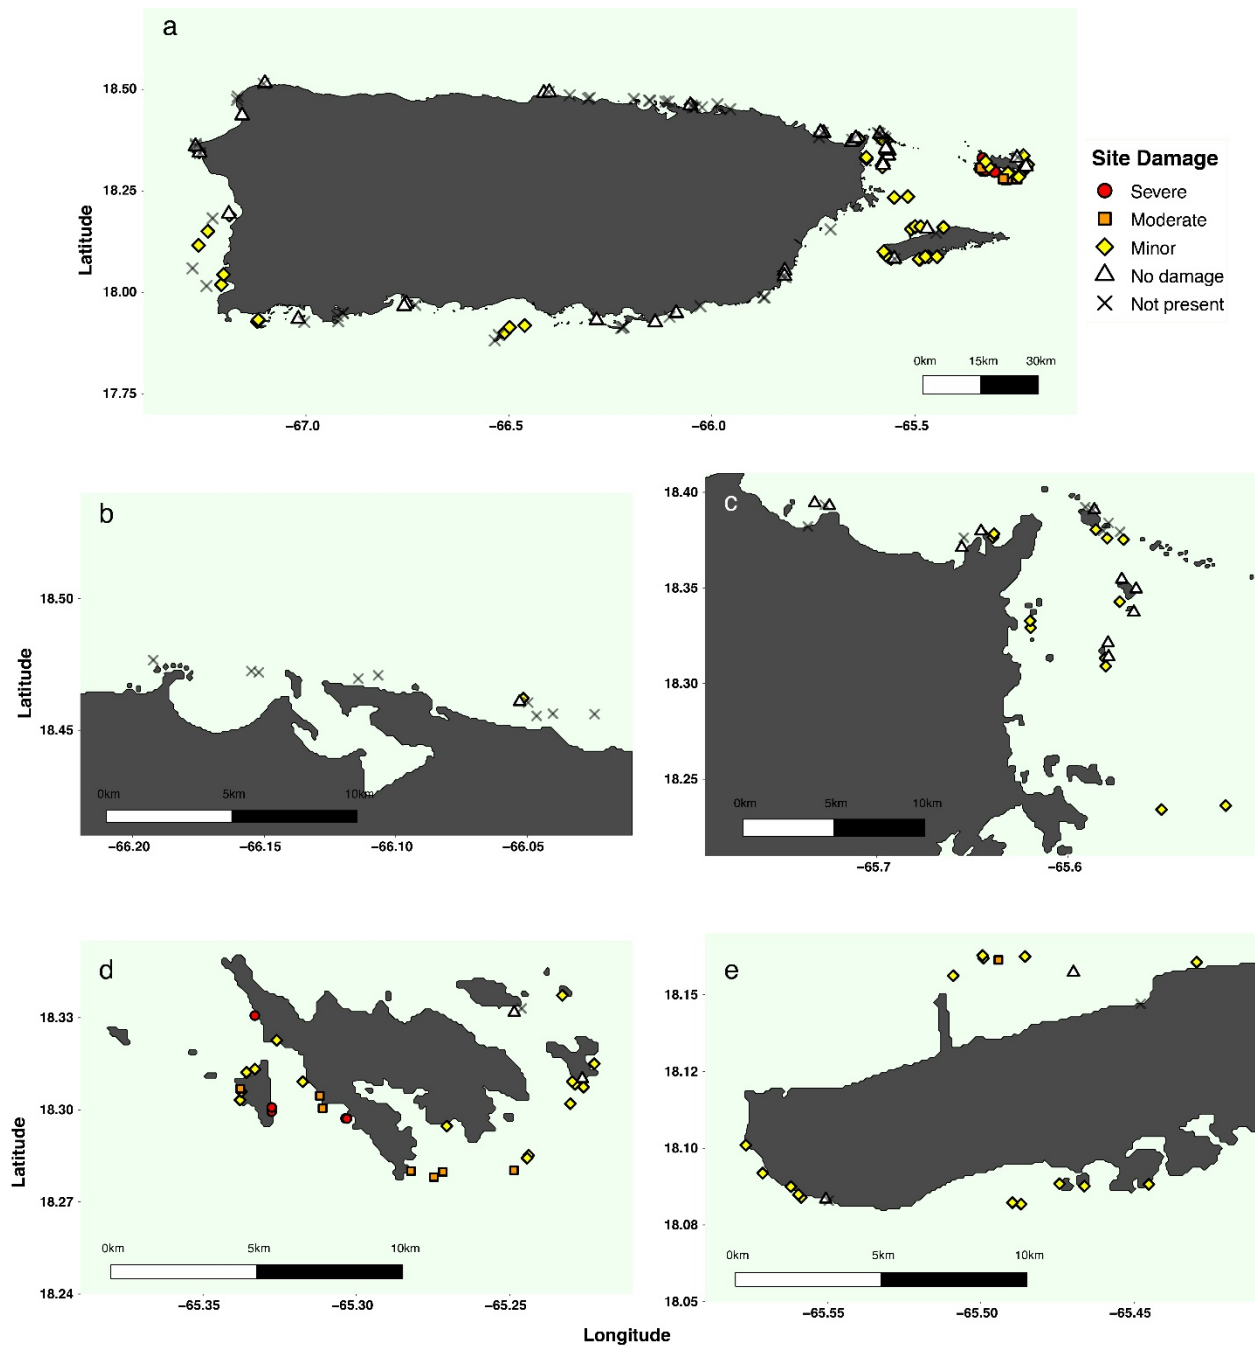 a
18.50
18.25
18.00
17.75
Latitude
−67.0
−66.5
−66.0
−65.5
0km
15km
30km
Site Damage
Severe
Moderate
Minor
No damage
Not present
b
18.50
18.45
Latitude
0km
5km
10km
−66.20
−66.15
−66.10
−66.05
c
18.40
18.35
18.30
18.25
0km
5km
10km
−65.7
−65.6
d
18.33
18.30
18.27
18.24
Latitude
0km
5km
10km
−65.35
−65.30
−65.25
e
18.15
18.12
18.10
18.08
18.05
0km
5km
10km
−65.55
−65.50
−65.45
Longitude